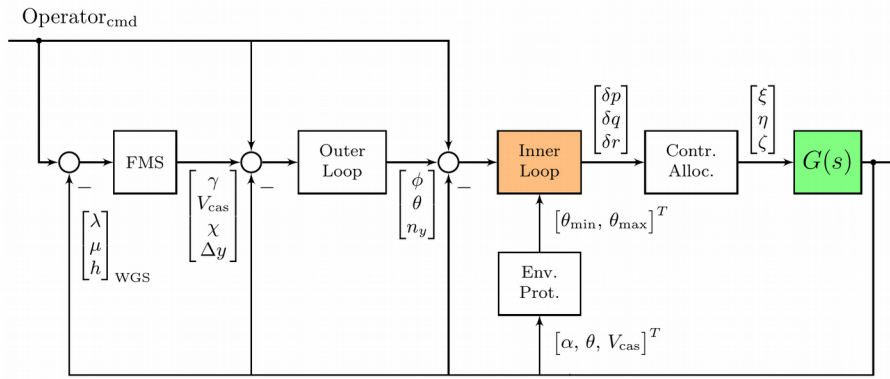 Operator_cmd
FMS
Outer
Loop
Inner
Loop
Contr.
Alloc.
G(s)
[δp
δq
δr]
[ξ
η
ζ]
−
−
−
[λ
μ
h]_WGS
[γ
V_cas
χ
Δy]
[ϕ
θ
n_y]
[θ_min, θ_max]^T
Env.
Prot.
[α, θ, V_cas]^T